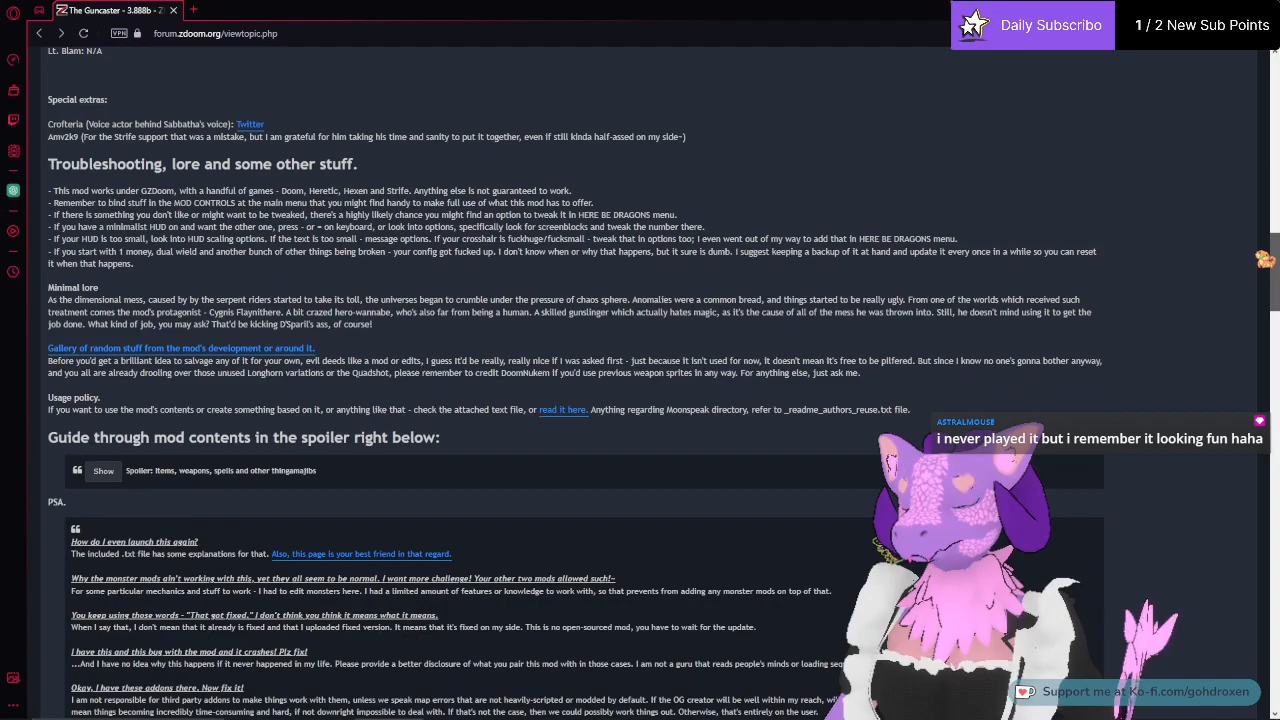 The Guncaster - 3.888b - Z
Daily Subscribo
1 / 2 New Sub Points
VPN
forum.zdoom.org/viewtopic.php
Lt. Blam: N/A
Special extras:
Crofteria (Voice actor behind Sabbatha's voice): Twitter
Amv2k9 (For the Strife support that was a mistake, but I am grateful for him taking his time and sanity to put it together, even if still kinda half-assed on my side~)
Troubleshooting, lore and some other stuff.
- This mod works under GZDoom, with a handful of games - Doom, Heretic, Hexen and Strife. Anything else is not guaranteed to work.
- Remember to bind stuff in the MOD CONTROLS at the main menu that you might find handy to make full use of what this mod has to offer.
- If there is something you don't like or might want to be tweaked, there's a highly likely chance you might find an option to tweak it in HERE BE DRAGONS menu.
- If you have a minimalist HUD on and want the other one, press - or = on keyboard, or look into options, specifically look for screenblocks and tweak the number there.
- If your HUD is too small, look into HUD scaling options. If the text is too small - message options. If your crosshair is fuckhuge/fucksmall - tweak that in options too; I even went out of my way to add that in HERE BE DRAGONS menu.
- If you start with 1 money, dual wield and another bunch of other things being broken - your config got fucked up. I don't know when or why that happens, but it sure is dumb. I suggest keeping a backup of it at hand and update it every once in a while so you can reset
it when that happens.
Minimal lore
As the dimensional mess, caused by by the serpent riders started to take its toll, the universes began to crumble under the pressure of chaos sphere. Anomalies were a common bread, and things started to be really ugly. From one of the worlds which received such
treatment comes the mod's protagonist - Cygnis Flaynithere. A bit crazed hero-wannabe, who's also far from being a human. A skilled gunslinger which actually hates magic, as it's the cause of all of the mess he was thrown into. Still, he doesn't mind using it to get the
job done. What kind of job, you may ask? That'd be kicking D'Sparil's ass, of course!
Gallery of random stuff from the mod's development or around it.
Before you'd get a brilliant idea to salvage any of it for your own, evil deeds like a mod or edits, I guess it'd be really, really nice if I was asked first - just because it isn't used for now, it doesn't mean it's free to be pilfered. But since I know no one's gonna bother anyway,
and you all are already drooling over those unused Longhorn variations or the Quadshot, please remember to credit DoomNukem if you'd use previous weapon sprites in any way. For anything else, just ask me.
Usage policy.
If you want to use the mod's contents or create something based on it, or anything like that - check the attached text file, or read it here. Anything regarding Moonspeak directory, refer to _readme_authors_reuse.txt file.
ASTRALMOUSE
i never played it but i remember it looking fun haha
Guide through mod contents in the spoiler right below:
Show Spoiler: Items, weapons, spells and other thingamajibs
PSA.
How do I even launch this again?
The included .txt file has some explanations for that. Also, this page is your best friend in that regard.
Why the monster mods ain't working with this, yet they all seem to be normal. I want more challenge! Your other two mods allowed such!~
For some particular mechanics and stuff to work - I had to edit monsters here. I had a limited amount of features or knowledge to work with, so that prevents from adding any monster mods on top of that.
You keep using those words - "That got fixed." I don't think you think it means what it means.
When I say that, I don't mean that it already is fixed and that I uploaded fixed version. It means that it's fixed on my side. This is no open-sourced mod, you have to wait for the update.
I have this and this bug with the mod and it crashes! Plz fix!
...And I have no idea why this happens if it never happened in my life. Please provide a better disclosure of what you pair this mod with in those cases. I am not a guru that reads people's minds or loading seq
Okay, I have these addons there. Now fix it!
I am not responsible for third party addons to make things work with them, unless we speak map errors that are not heavily-scripted or modded by default. If the OG creator will be well within my reach, wi
mean things becoming incredibly time-consuming and hard, if not downright impossible to deal with. If that's not the case, then we could possibly work things out. Otherwise, that's entirely on the user.
Support me at Ko-fi.com/gohdroxen